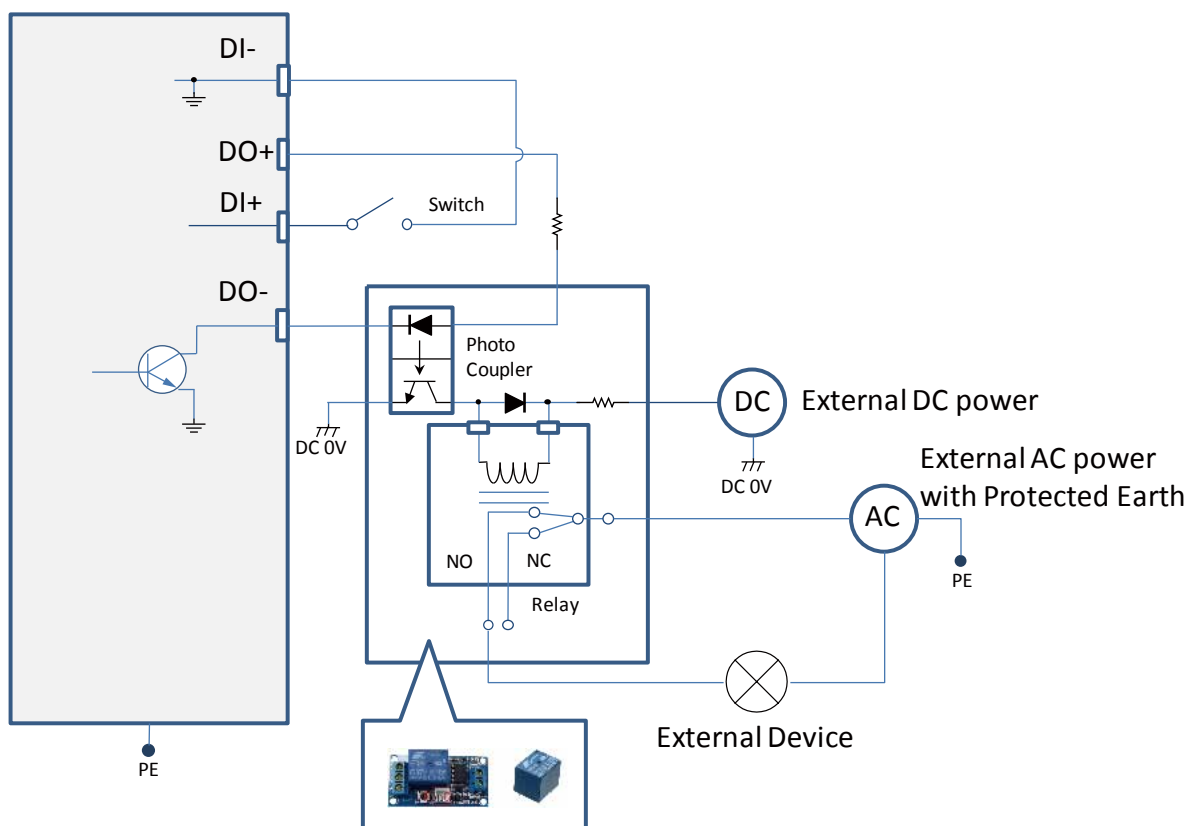 DI-
DO+
DI+
Switch
DO-
Photo
Coupler
DC 0V
DC
External DC power
DC 0V
External AC power
with Protected Earth
AC
PE
NO
NC
Relay
External Device
PE